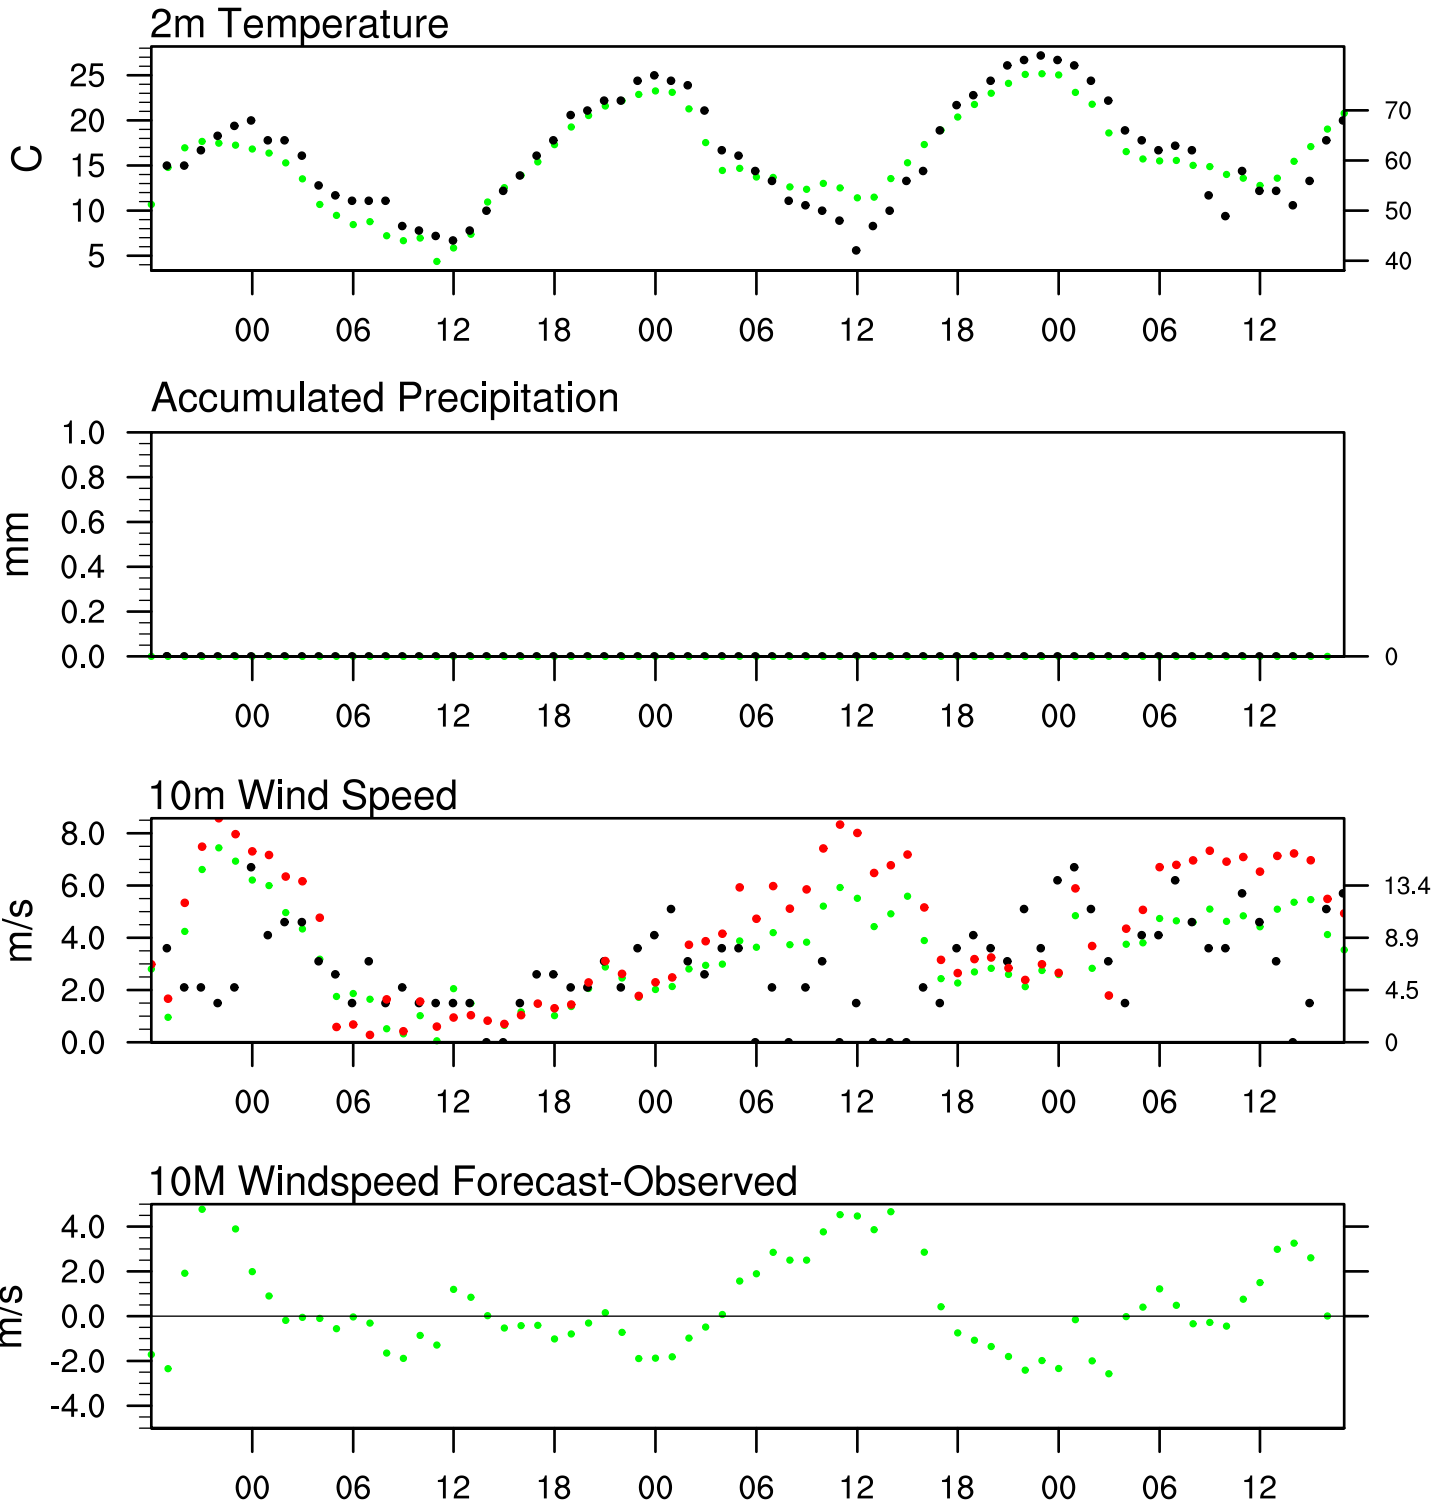 2m Temperature
25
20
15
10
5
C
70
60
50
40
00 06 12 18 00 06 12 18 00 06 12
Accumulated Precipitation
1.0
0.8
0.6
0.4
0.2
0.0
mm
0
00 06 12 18 00 06 12 18 00 06 12
10m Wind Speed
8.0
6.0
4.0
2.0
0.0
m/s
13.4
8.9
4.5
0
00 06 12 18 00 06 12 18 00 06 12
10M Windspeed Forecast-Observed
4.0
2.0
0.0
-2.0
-4.0
m/s
00 06 12 18 00 06 12 18 00 06 12